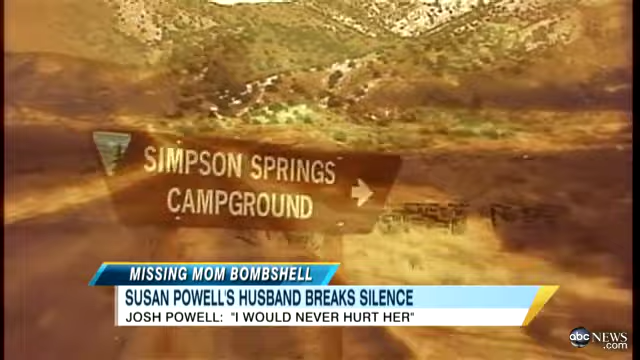 SIMPSON SPRINGS
CAMPGROUND
MISSING MOM BOMBSHELL
SUSAN POWELL'S HUSBAND BREAKS SILENCE
JOSH POWELL: "I WOULD NEVER HURT HER"
abc NEWS
.com